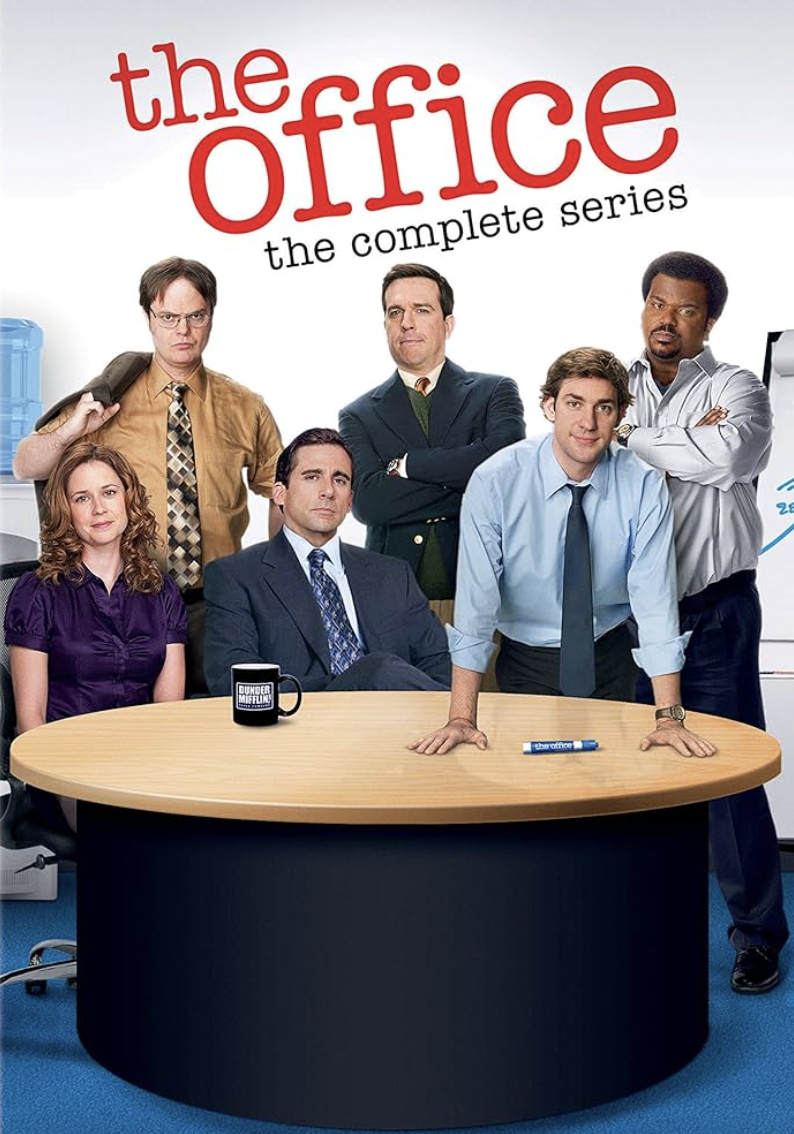 the
office
the complete series
DUNDER
MIFFLIN
the office